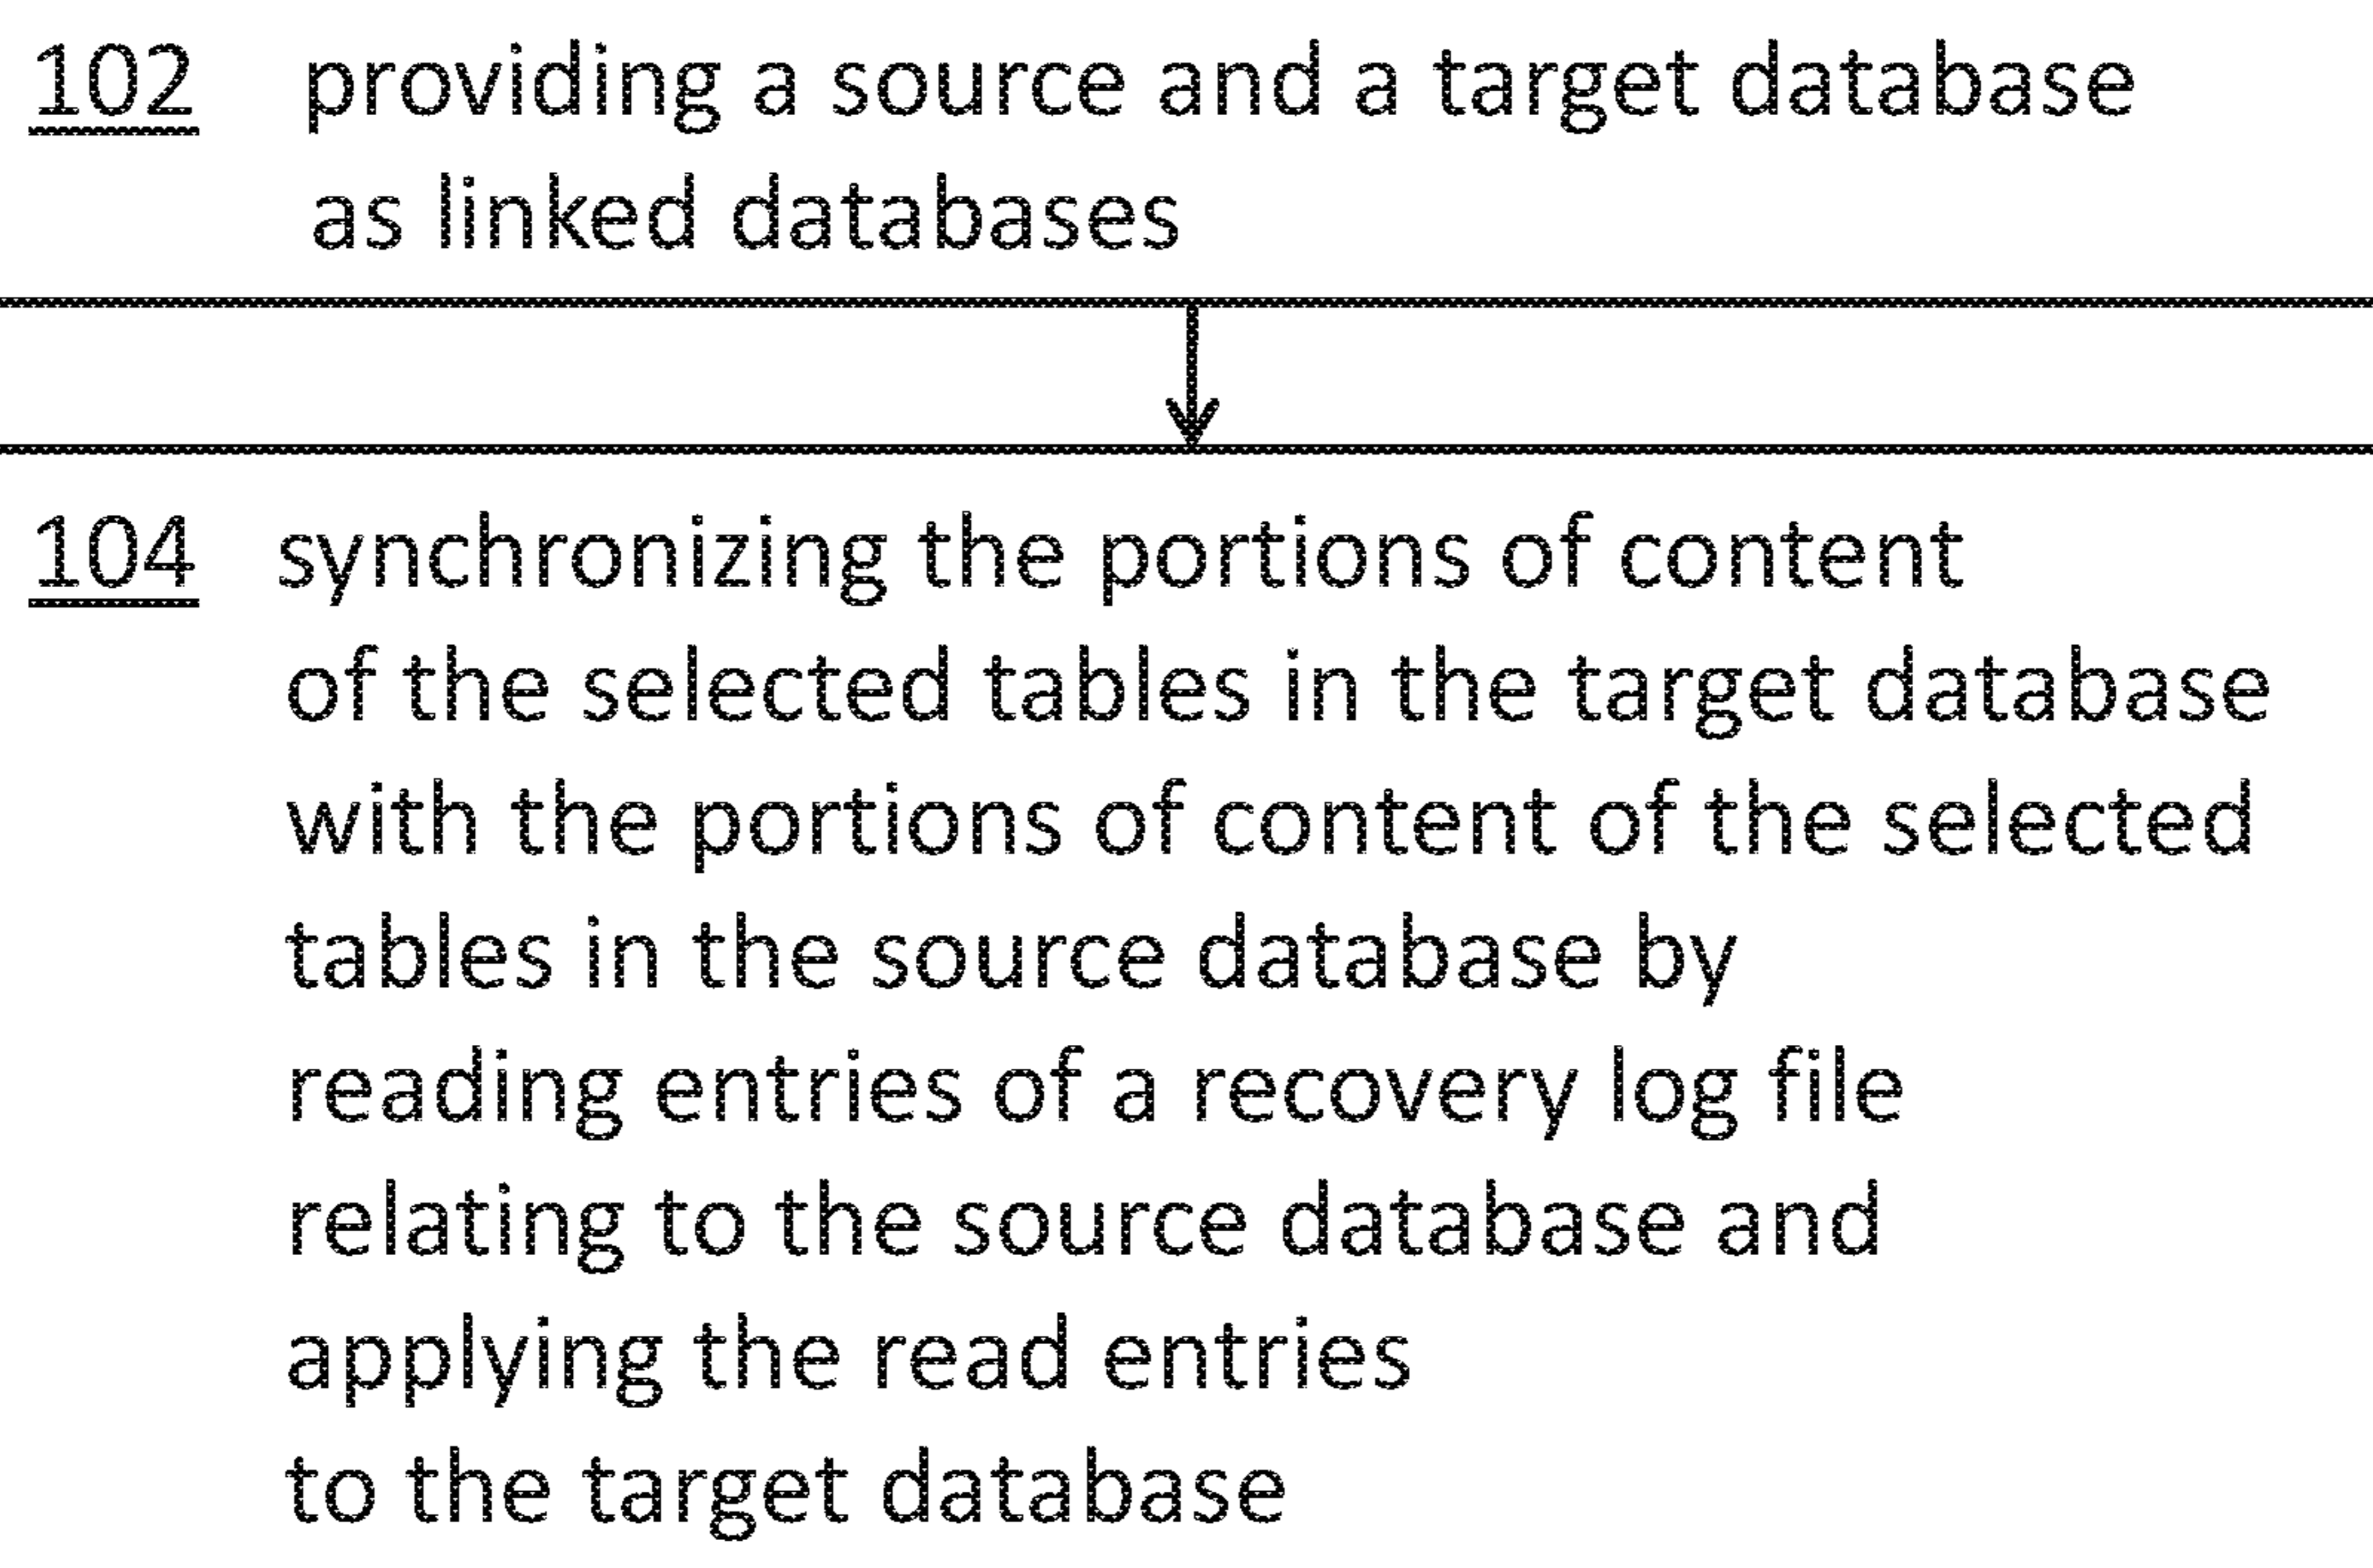 102 providing a source and a target database
as linked databases
104 synchronizing the portions of content
of the selected tables in the target database
with the portions of content of the selected
tables in the source database by
reading entries of a recovery log file
relating to the source database and
applying the read entries
to the target database